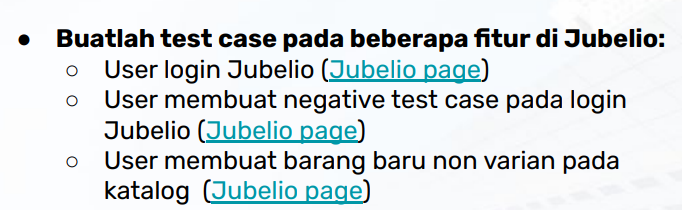 ● Buatlah test case pada beberapa fitur di Jubelio:
○ User login Jubelio (Jubelio page)
○ User membuat negative test case pada login
Jubelio (Jubelio page)
○ User membuat barang baru non varian pada
katalog (Jubelio page)